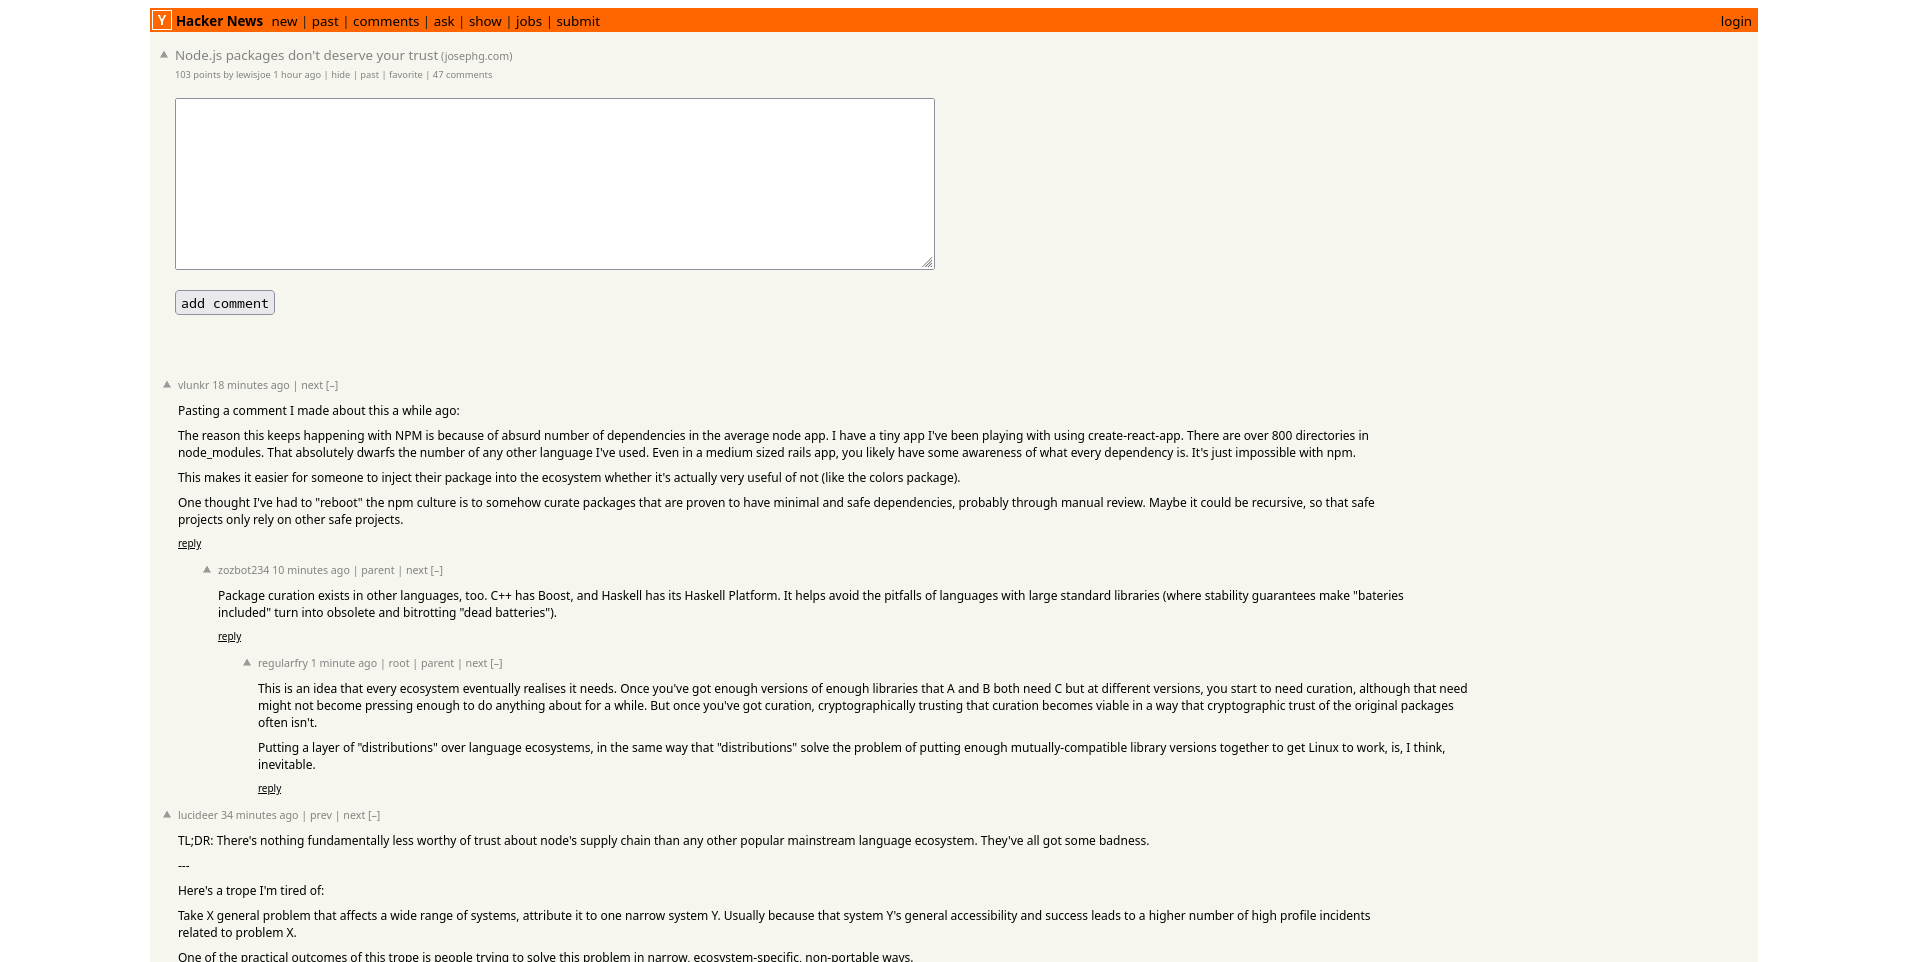 Y Hacker News new | past | comments | ask | show | jobs | submit login
Node.js packages don't deserve your trust (josephg.com)
103 points by lewisjoe 1 hour ago | hide | past | favorite | 47 comments
add comment
vlunkr 18 minutes ago | next [–]
Pasting a comment I made about this a while ago:
The reason this keeps happening with NPM is because of absurd number of dependencies in the average node app. I have a tiny app I've been playing with using create-react-app. There are over 800 directories in
node_modules. That absolutely dwarfs the number of any other language I've used. Even in a medium sized rails app, you likely have some awareness of what every dependency is. It's just impossible with npm.
This makes it easier for someone to inject their package into the ecosystem whether it's actually very useful of not (like the colors package).
One thought I've had to "reboot" the npm culture is to somehow curate packages that are proven to have minimal and safe dependencies, probably through manual review. Maybe it could be recursive, so that safe
projects only rely on other safe projects.
reply
zozbot234 10 minutes ago | parent | next [–]
Package curation exists in other languages, too. C++ has Boost, and Haskell has its Haskell Platform. It helps avoid the pitfalls of languages with large standard libraries (where stability guarantees make "bateries
included" turn into obsolete and bitrotting "dead batteries").
reply
regularfry 1 minute ago | root | parent | next [–]
This is an idea that every ecosystem eventually realises it needs. Once you've got enough versions of enough libraries that A and B both need C but at different versions, you start to need curation, although that need
might not become pressing enough to do anything about for a while. But once you've got curation, cryptographically trusting that curation becomes viable in a way that cryptographic trust of the original packages
often isn't.
Putting a layer of "distributions" over language ecosystems, in the same way that "distributions" solve the problem of putting enough mutually-compatible library versions together to get Linux to work, is, I think,
inevitable.
reply
lucideer 34 minutes ago | prev | next [–]
TL;DR: There's nothing fundamentally less worthy of trust about node's supply chain than any other popular mainstream language ecosystem. They've all got some badness.
---
Here's a trope I'm tired of:
Take X general problem that affects a wide range of systems, attribute it to one narrow system Y. Usually because that system Y's general accessibility and success leads to a higher number of high profile incidents
related to problem X.
One of the practical outcomes of this trope is people trying to solve this problem in narrow, ecosystem-specific, non-portable ways.